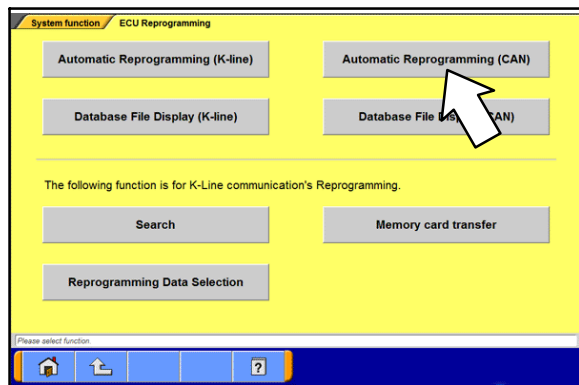 System function ECU Reprogramming
Automatic Reprogramming (K-line) Automatic Reprogramming (CAN)
Database File Display (K-line) Database File CAN)
The following function is for K-Line communication's Reprogramming.
Search Memory card transfer
Reprogramming Data Selection
Please select function.
?